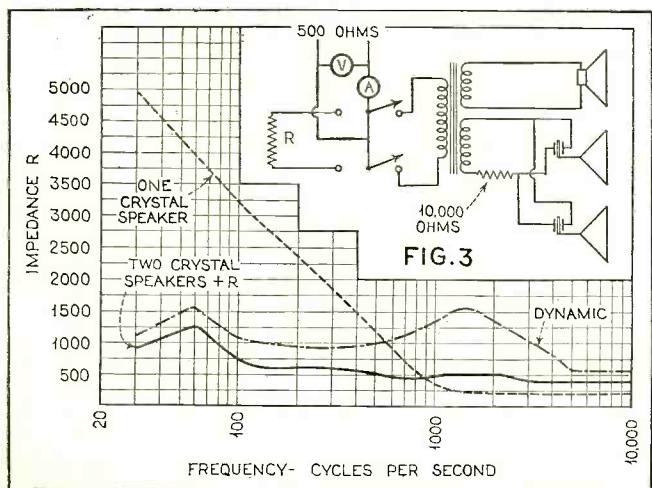 500 OHMS
V
A
R
10,000
OHMS
FIG.3
IMPEDANCE R
5000
4500
4000
3500
3000
2500
2000
1500
1000
500
ONE
CRYSTAL
SPEAKER
TWO CRYSTAL
SPEAKERS + R
DYNAMIC
20
100
1000
10,000
FREQUENCY- CYCLES PER SECOND